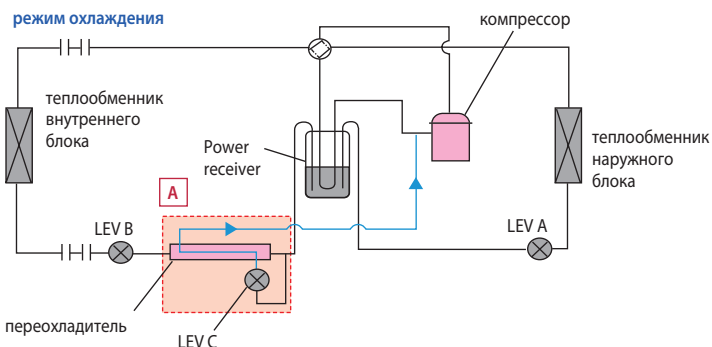 режим охлаждения
компрессор
теплообменник
внутреннего
блока
Power
receiver
теплообменник
наружного
блока
A
LEV B
LEV A
переохладитель
LEV C